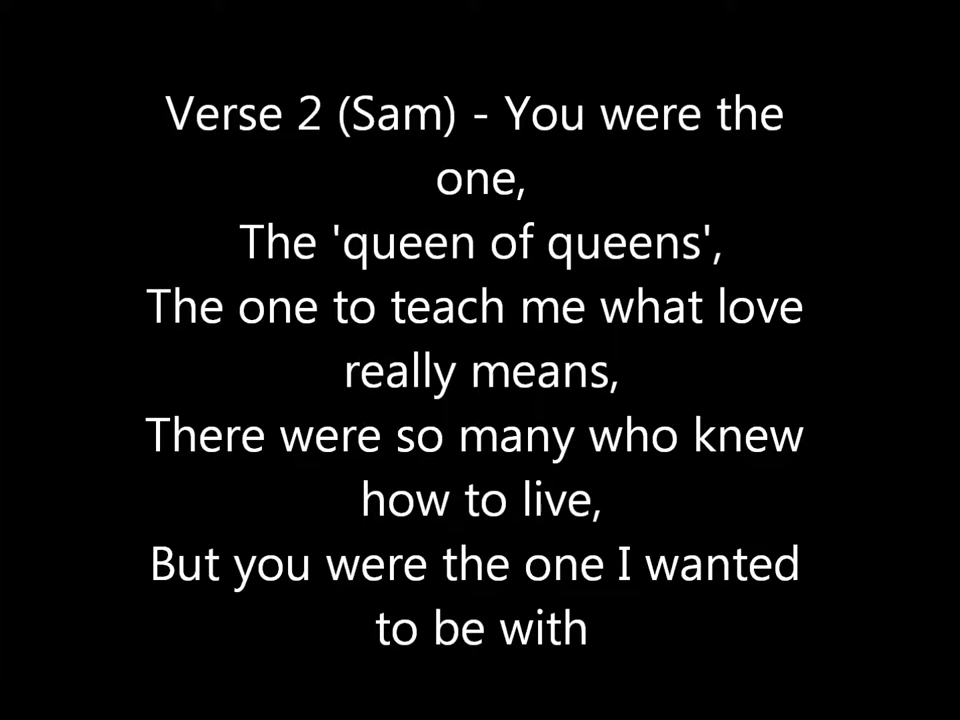 Verse 2 (Sam) - You were the
one,
The 'queen of queens',
The one to teach me what love
really means,
There were so many who knew
how to live,
But you were the one I wanted
to be with